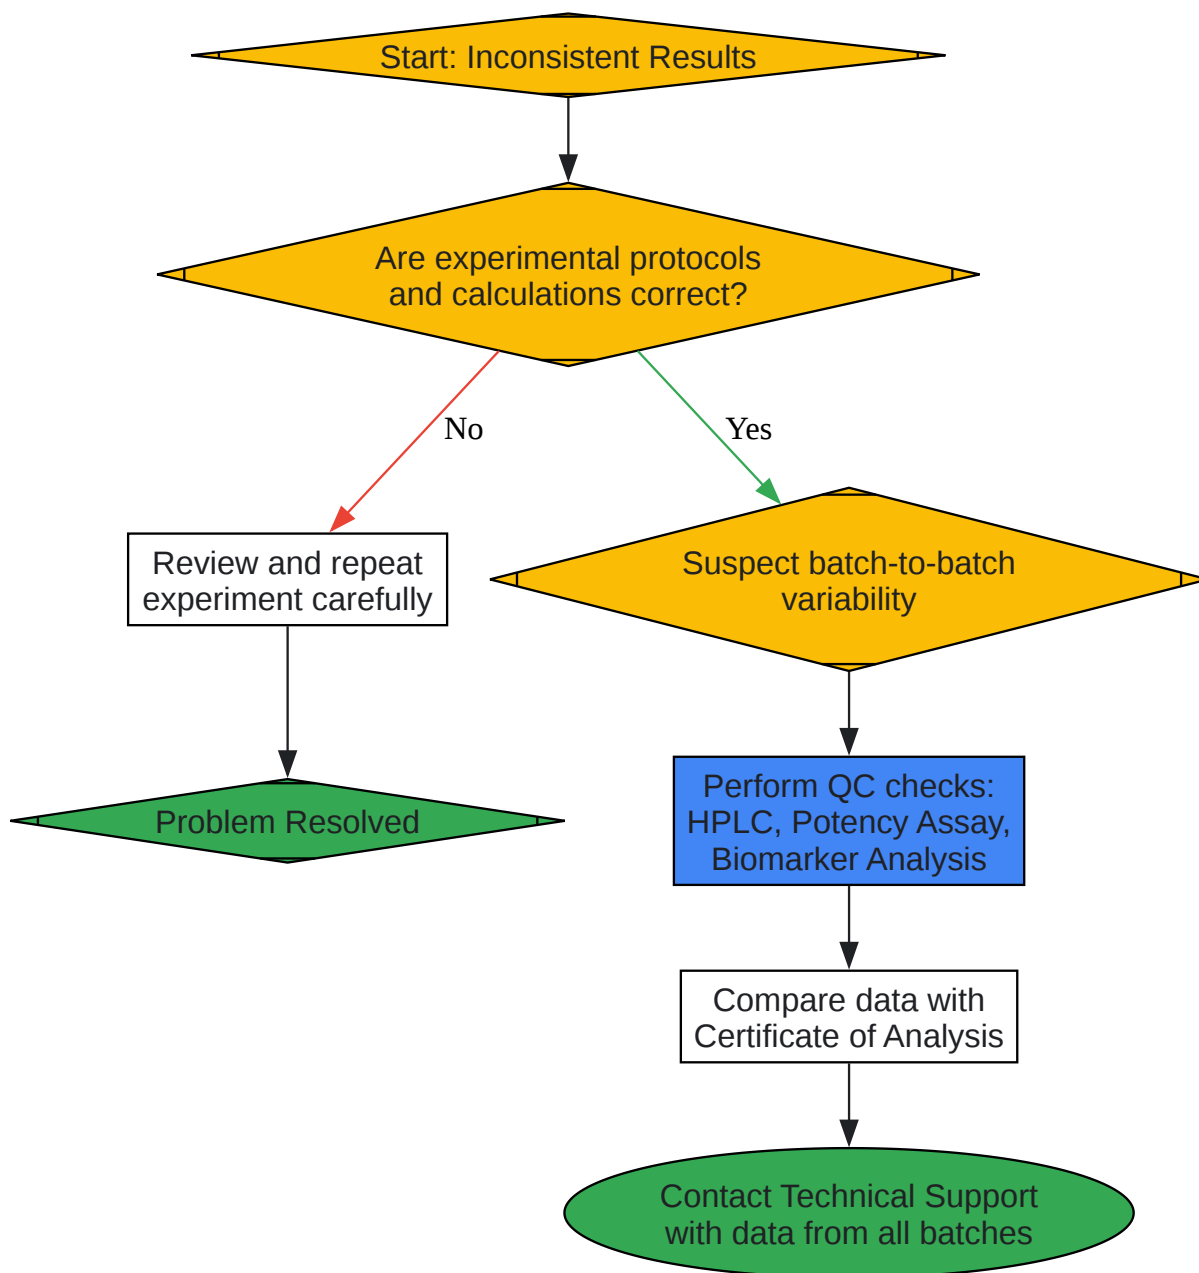 Start: Inconsistent Results
Are experimental protocols
and calculations correct?
No
Yes
Review and repeat
experiment carefully
Suspect batch-to-batch
variability
Problem Resolved
Perform QC checks:
HPLC, Potency Assay,
Biomarker Analysis
Compare data with
Certificate of Analysis
Contact Technical Support
with data from all batches